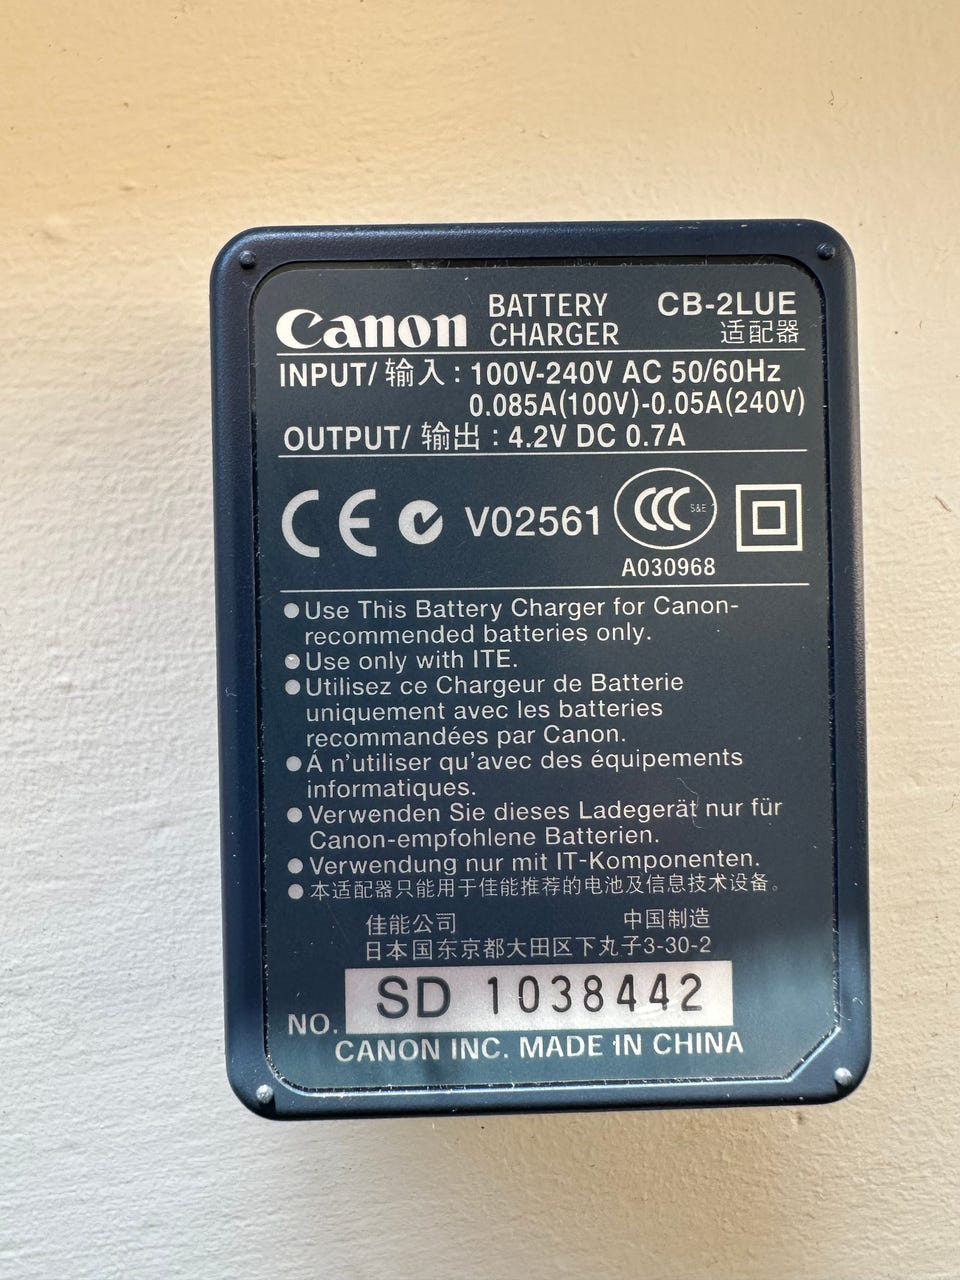 Canon BATTERY CHARGER CB-2LUE
适配器
INPUT/输入：100V-240V AC 50/60Hz
0.085A(100V)-0.05A(240V)
OUTPUT/输出：4.2V DC 0.7A
CE V02561 CCC S&E
A030968
●Use This Battery Charger for Canon-
recommended batteries only.
●Use only with ITE.
●Utilisez ce Chargeur de Batterie
uniquement avec les batteries
recommandées par Canon.
●Á n'utiliser qu'avec des équipements
informatiques.
●Verwenden Sie dieses Ladegerät nur für
Canon-empfohlene Batterien.
●Verwendung nur mit IT-Komponenten.
●本适配器只能用于佳能推荐的电池及信息技术设备。
佳能公司 中国制造
日本国东京都大田区下丸子3-30-2
NO. SD 1038442
CANON INC. MADE IN CHINA